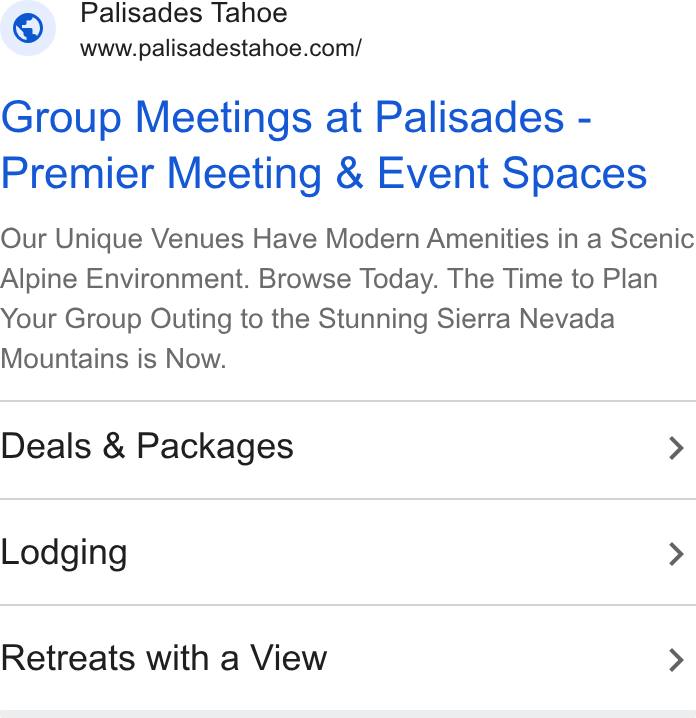 Palisades Tahoe
www.palisadestahoe.com/
Group Meetings at Palisades -
Premier Meeting & Event Spaces
Our Unique Venues Have Modern Amenities in a Scenic
Alpine Environment. Browse Today. The Time to Plan
Your Group Outing to the Stunning Sierra Nevada
Mountains is Now.
Deals & Packages
Lodging
Retreats with a View